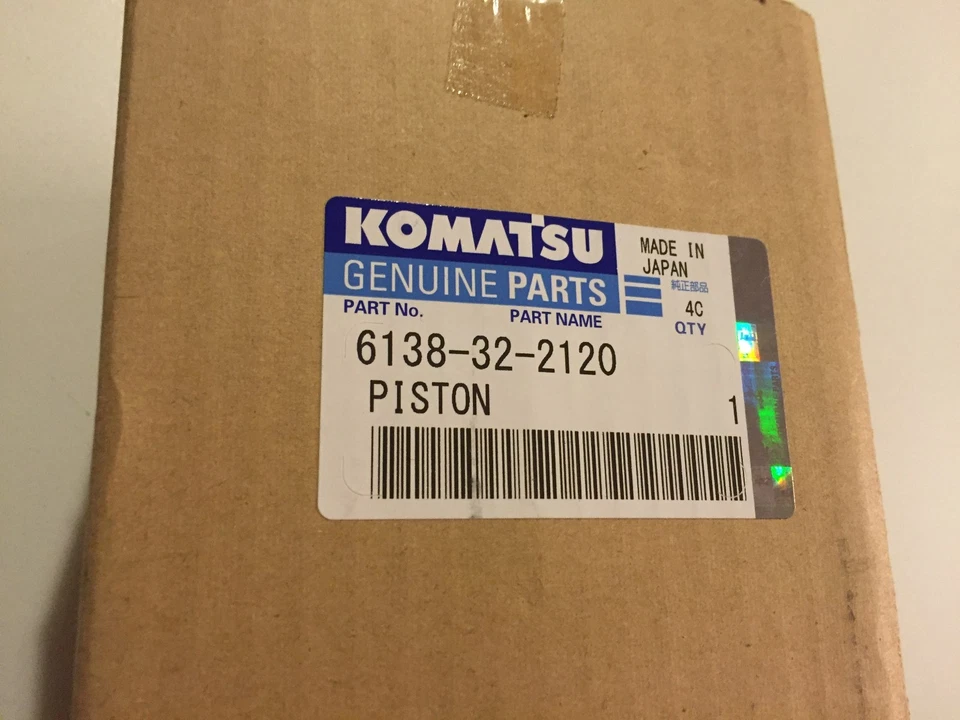 KOMATSU
GENUINE PARTS
MADE IN
JAPAN
純正部品
4C
QTY
PART No.
PART NAME
6138-32-2120
PISTON
1